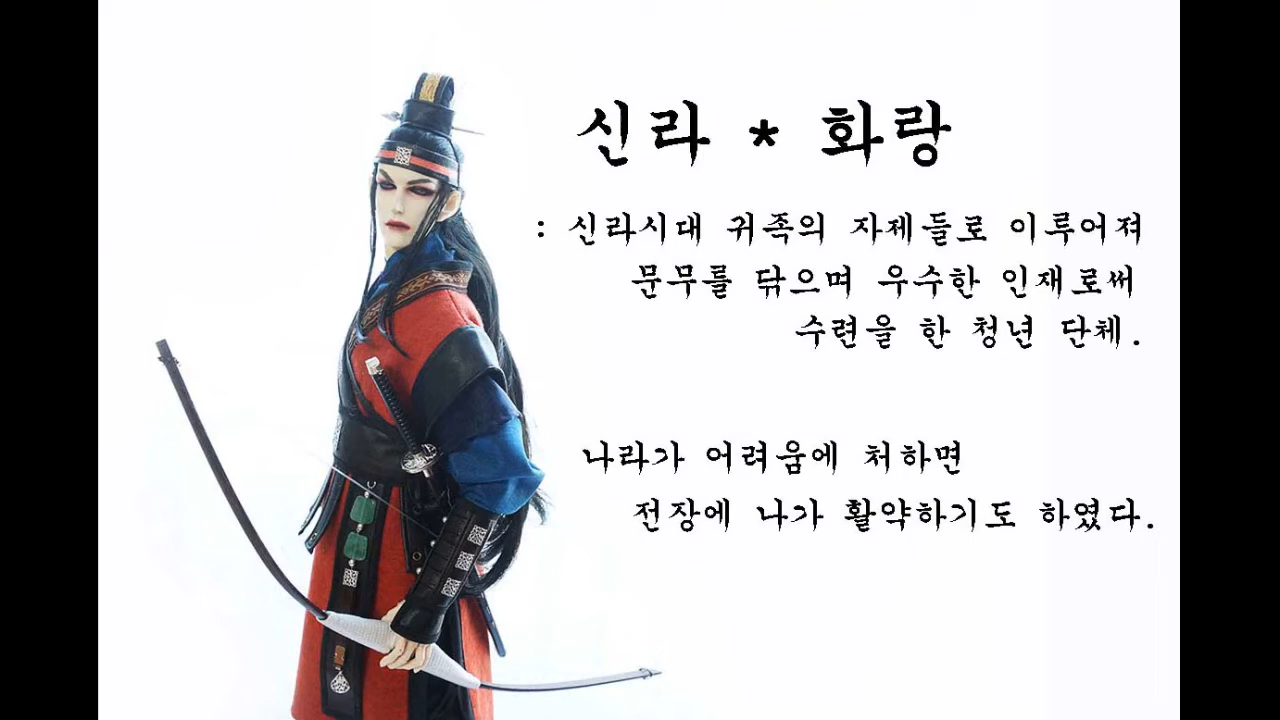 신라 * 화랑
: 신라시대 귀족의 자제들로 이루어져
문무를 닦으며 우수한 인재로써
수련을 한 청년 단체.
나라가 어려움에 처하면
전장에 나가 활약하기도 하였다.